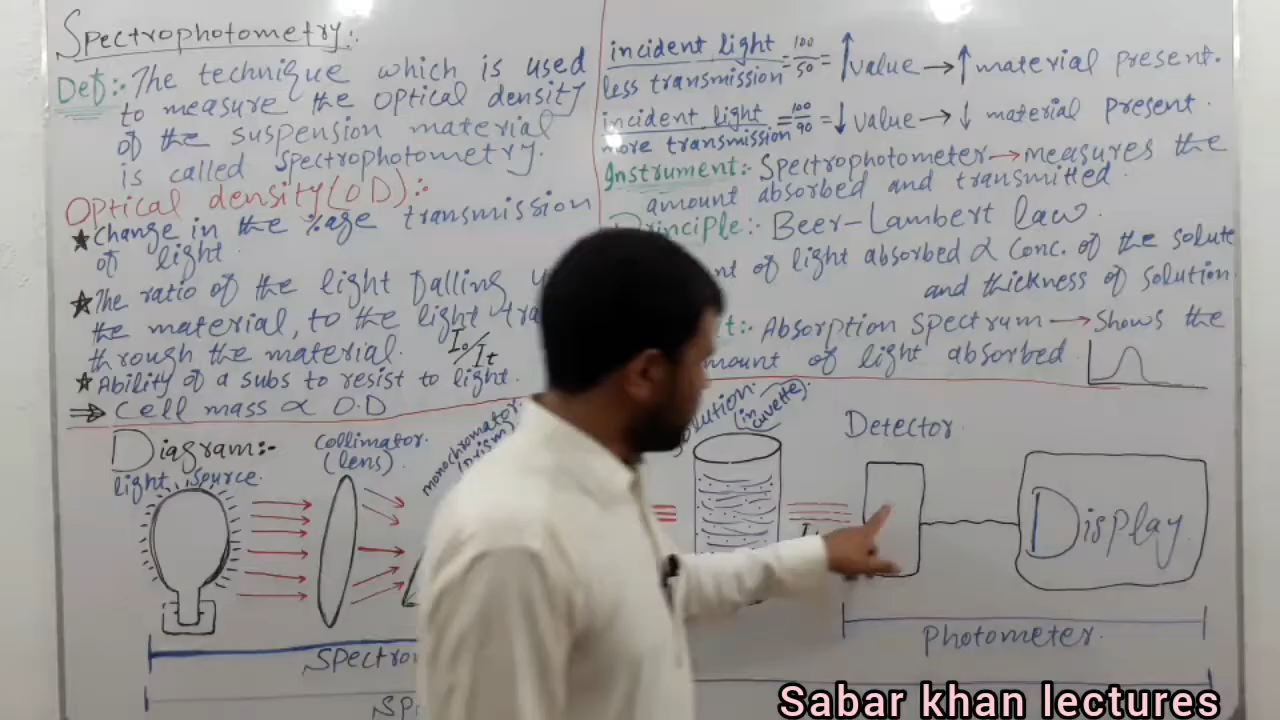 Spectrophotometry:.
Def:. The technique which is used
to measure the optical density
of the suspension material
is called spectrophotometry.
Optical density (OD):.
★ Change in the %age transmission
of light.
★ The ratio of the light falling
the material, to the light
through the material. Io/It
★ Ability of a subs to resist to light.
⇒ Cell mass ∝ O.D
incident light
less transmission = 100/50 = ↑ value → ↑ material present.
incident light
more transmission = 100/90 = ↓ value → ↓ material present.
Instrument:. Spectrophotometer → measures the
amount absorbed and transmitted.
Principle:. Beer-Lambert law.
of light absorbed ∝ conc. of the solute
and thickness of solution.
Absorption spectrum → shows the
of light absorbed.
Diagram:-
light source.
collimator.
(lens).
monochromator.
(prism)
solution.
(in cuvette)
Detector
Display
Photometer.
Sabar khan lectures